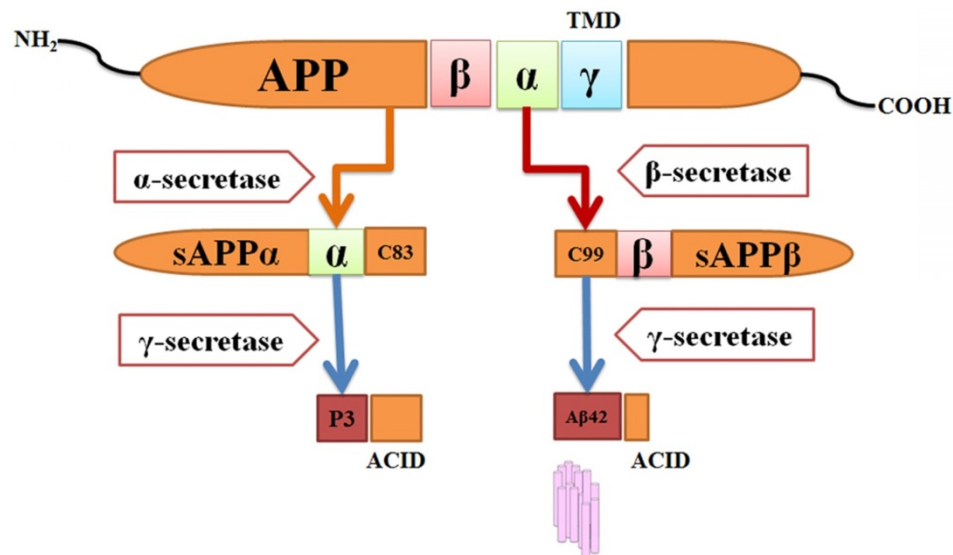 TMD
NH₂
APP
β
α
γ
COOH
α-secretase
β-secretase
sAPPα
α
C83
C99
β
sAPPβ
γ-secretase
γ-secretase
P3
Aβ42
ACID
ACID